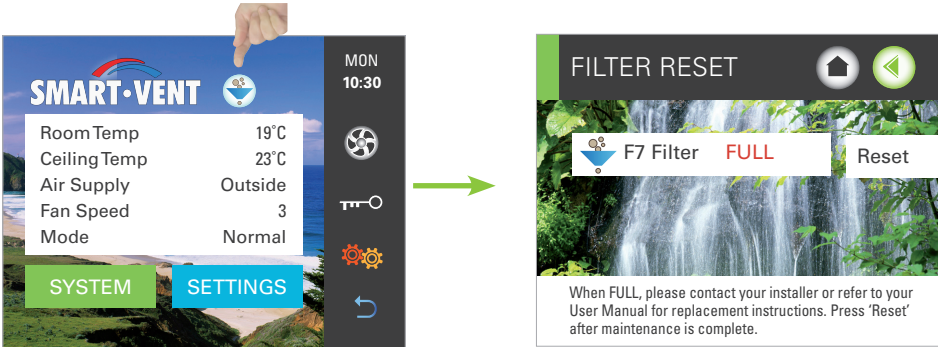 SMART·VENT
MON
10:30
Room Temp 19°C
Ceiling Temp 23°C
Air Supply Outside
Fan Speed 3
Mode Normal
SYSTEM SETTINGS
FILTER RESET
F7 Filter FULL Reset
When FULL, please contact your installer or refer to your
User Manual for replacement instructions. Press ‘Reset’
after maintenance is complete.